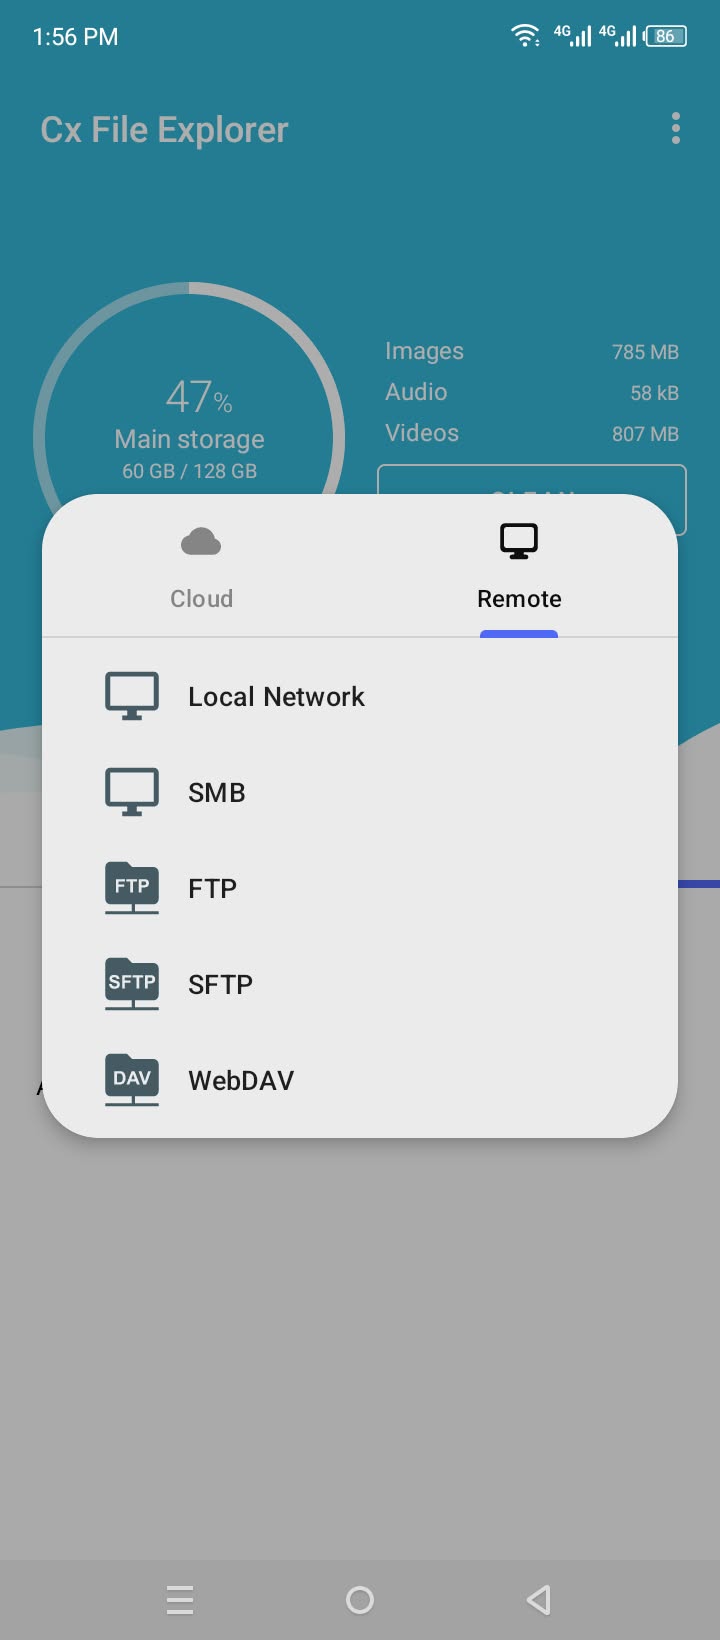 1:56 PM
4G 4G 86
Cx File Explorer
47%
Main storage
60 GB / 128 GB
Images 785 MB
Audio 58 kB
Videos 807 MB
Cloud Remote
Local Network
SMB
FTP FTP
SFTP SFTP
DAV WebDAV